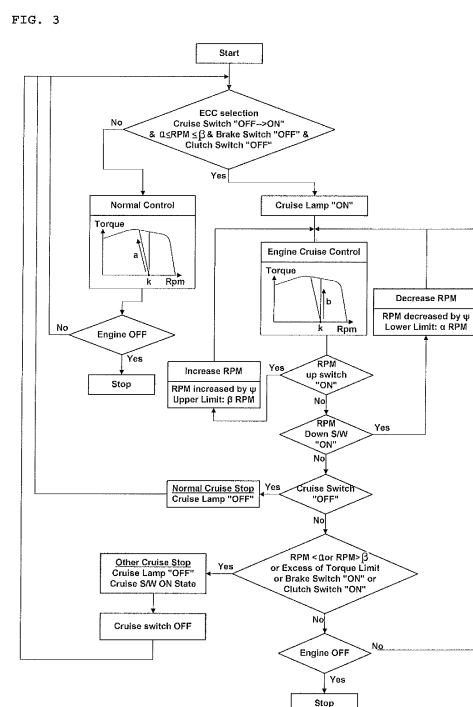 FIG. 3
Start
ECC selection
Cruise Switch "OFF-->ON"
& α≤RPM ≤β & Brake Switch "OFF" &
Clutch Switch "OFF"
No
Yes
Normal Control
Torque
a
k
Rpm
Cruise Lamp "ON"
Engine Cruise Control
Torque
b
k
Rpm
Decrease RPM
RPM decreased by ψ
Lower Limit: α RPM
Engine OFF
No
Yes
Stop
Increase RPM
RPM increased by ψ
Upper Limit: β RPM
Yes
RPM
up switch
"ON"
No
RPM
Down S/W
"ON"
Yes
No
Normal Cruise Stop
Cruise Lamp "OFF"
Yes
Cruise Switch
"OFF"
No
RPM <α or RPM> β
or Excess of Torque Limit
or Brake Switch "ON" or
Clutch Switch "ON"
Yes
Other Cruise Stop
Cruise Lamp "OFF"
Cruise S/W ON State
Cruise switch OFF
No
Engine OFF
No
Yes
Stop